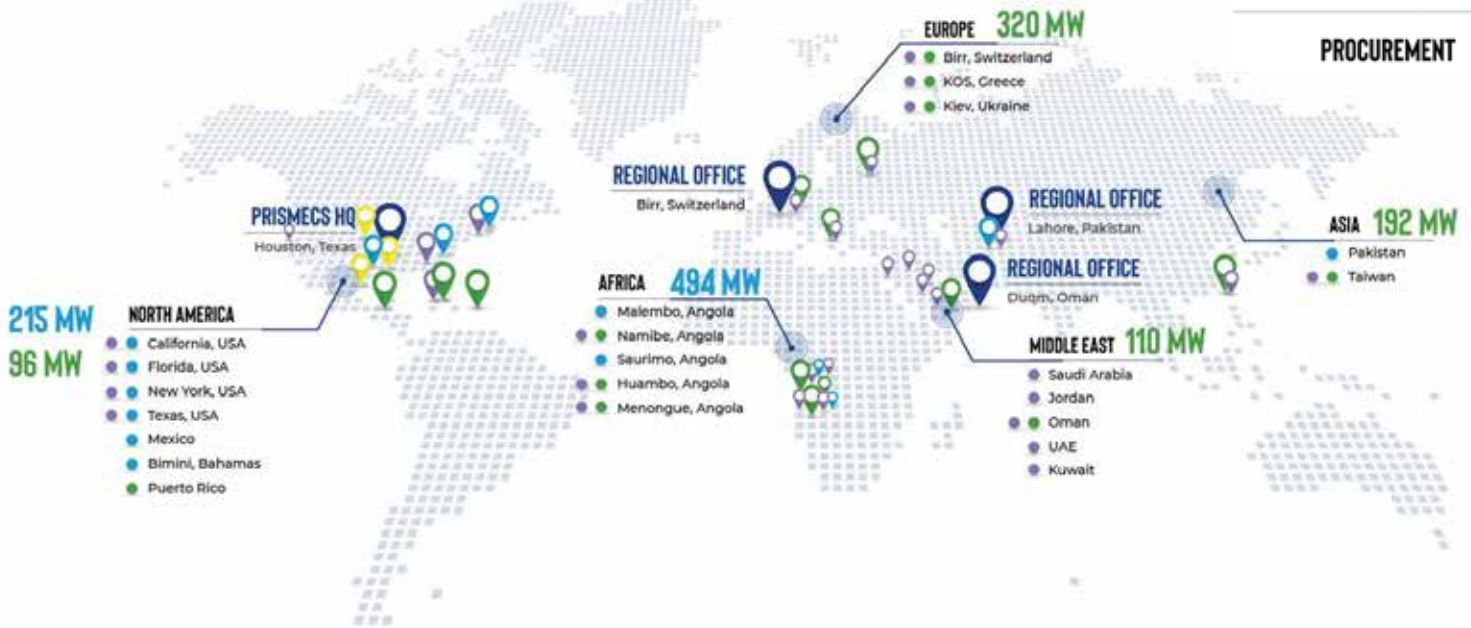 PROCUREMENT
EUROPE 320 MW
Birr, Switzerland
KOS, Greece
Kiev, Ukraine
REGIONAL OFFICE
Birr, Switzerland
REGIONAL OFFICE
Lahore, Pakistan
REGIONAL OFFICE
Duqm, Oman
PRISMECS HQ
Houston, Texas
ASIA 192 MW
Pakistan
Taiwan
AFRICA 494 MW
Malembo, Angola
Namibe, Angola
Saurimo, Angola
Huambo, Angola
Menongue, Angola
215 MW
96 MW
NORTH AMERICA
California, USA
Florida, USA
New York, USA
Texas, USA
Mexico
Bimini, Bahamas
Puerto Rico
MIDDLE EAST 110 MW
Saudi Arabia
Jordan
Oman
UAE
Kuwait